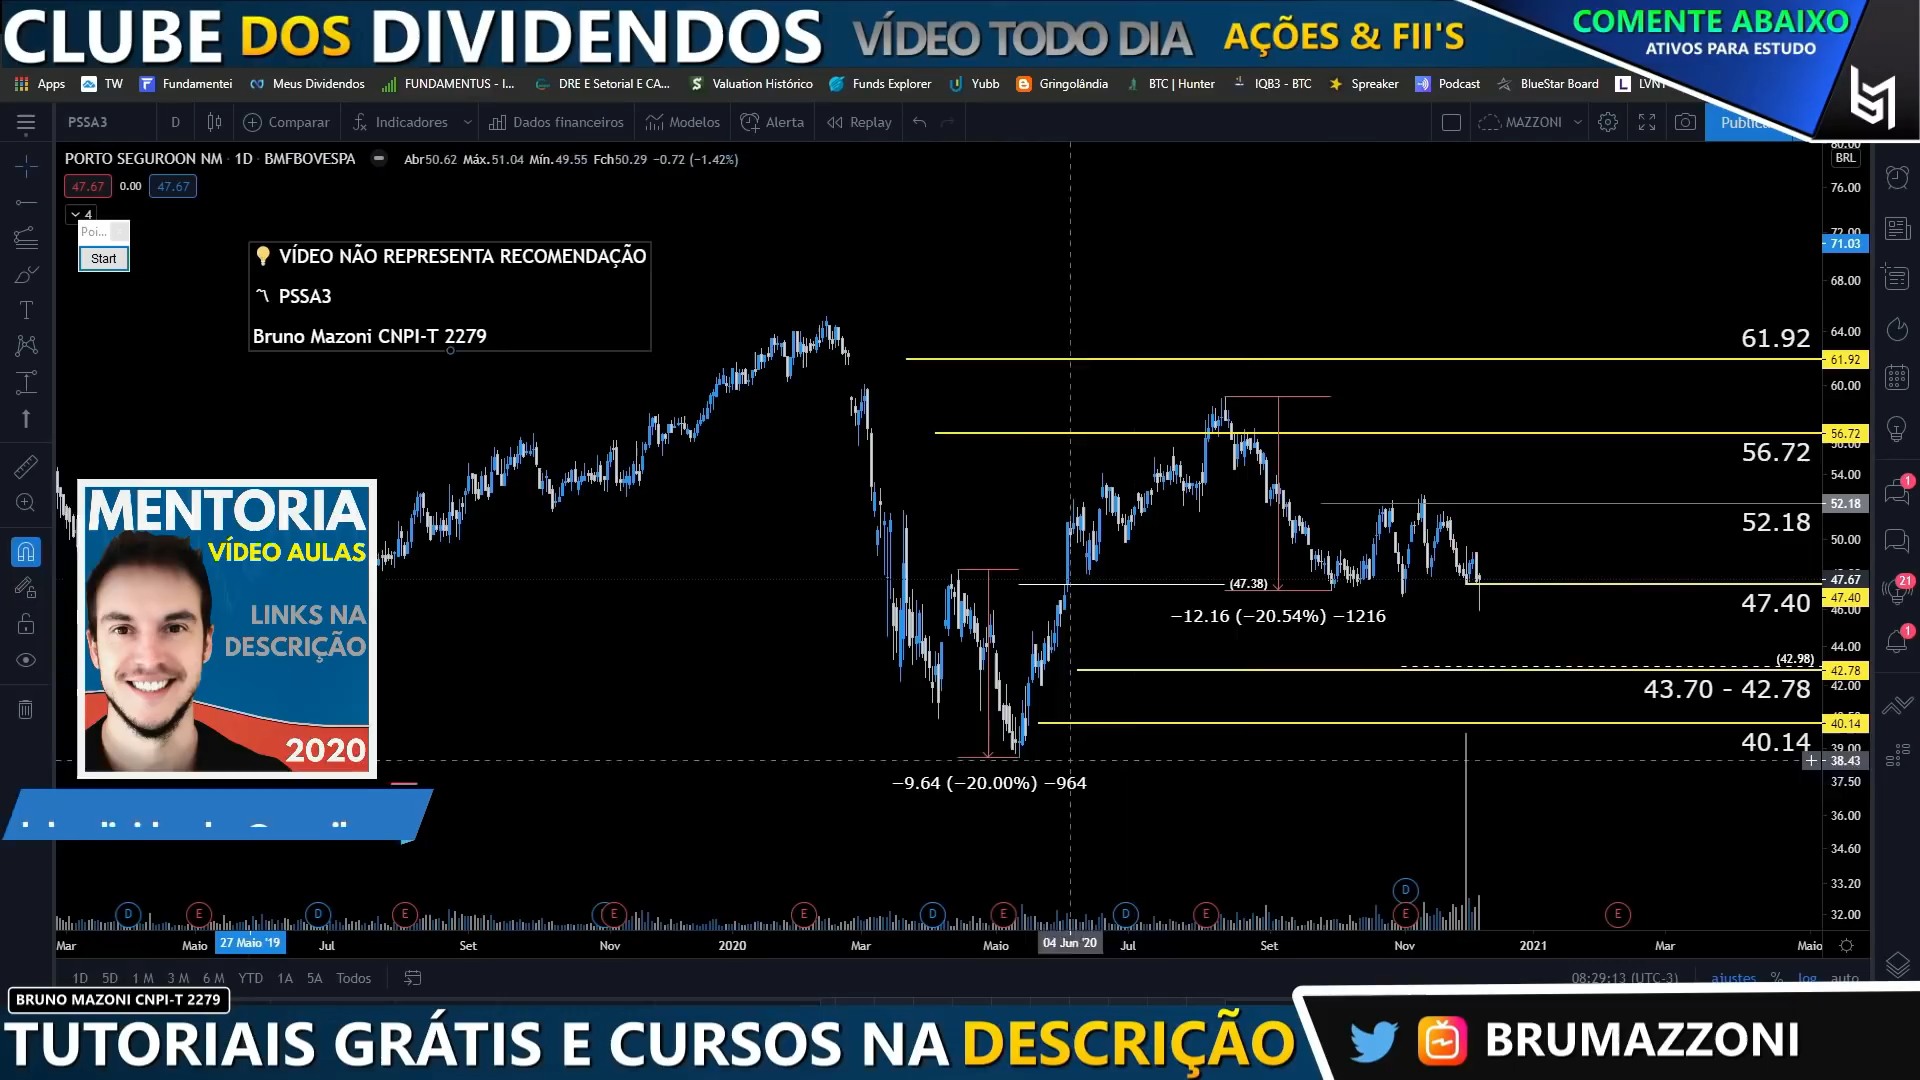 CLUBE DOS DIVIDENDOS VÍDEO TODO DIA AÇÕES & FII'S
COMENTE ABAIXO
ATIVOS PARA ESTUDO
Apps TW Fundamentei Meus Dividendos FUNDAMENTUS - I... DRE E Setorial E CA... Valuation Histórico Funds Explorer Yubb Gringolândia BTC | Hunter IQB3 - BTC Spreaker Podcast BlueStar Board
PSSA3 D Comparar Indicadores Dados financeiros Modelos Alerta Replay MAZZONI
PORTO SEGUROON NM · 1D · BMFBOVESPA Abr50.62 Máx.51.04 Mín.49.55 Fch50.29 −0.72 (−1.42%)
47.67 0.00 47.67
4
Poi...
Start
VÍDEO NÃO REPRESENTA RECOMENDAÇÃO
PSSA3
Bruno Mazoni CNPI-T 2279
MENTORIA
VÍDEO AULAS
LINKS NA
DESCRIÇÃO
2020
61.92
56.72
52.18
(47.38)
47.40
−12.16 (−20.54%) −1216
(42.98)
43.70 - 42.78
40.14
−9.64 (−20.00%) −964
BRL
76.00
71.03
68.00
64.00
61.92
60.00
56.72
54.00
52.18
50.00
47.67
47.40
46.00
44.00
42.78
42.00
40.14
39.00
38.43
37.50
36.00
34.60
33.20
32.00
1
21
1
D E D E E E D E D E D E E
Mar Maio 27 Maio '19 Jul Set Nov 2020 Mar Maio 04 Jun '20 Jul Set Nov 2021 Mar Maio
1D 5D 1 M 3 M 6 M YTD 1A 5A Todos 08:29:13 (UTC-3) ajustes % log auto
BRUNO MAZONI CNPI-T 2279
TUTORIAIS GRÁTIS E CURSOS NA DESCRIÇÃO
BRUMAZZONI